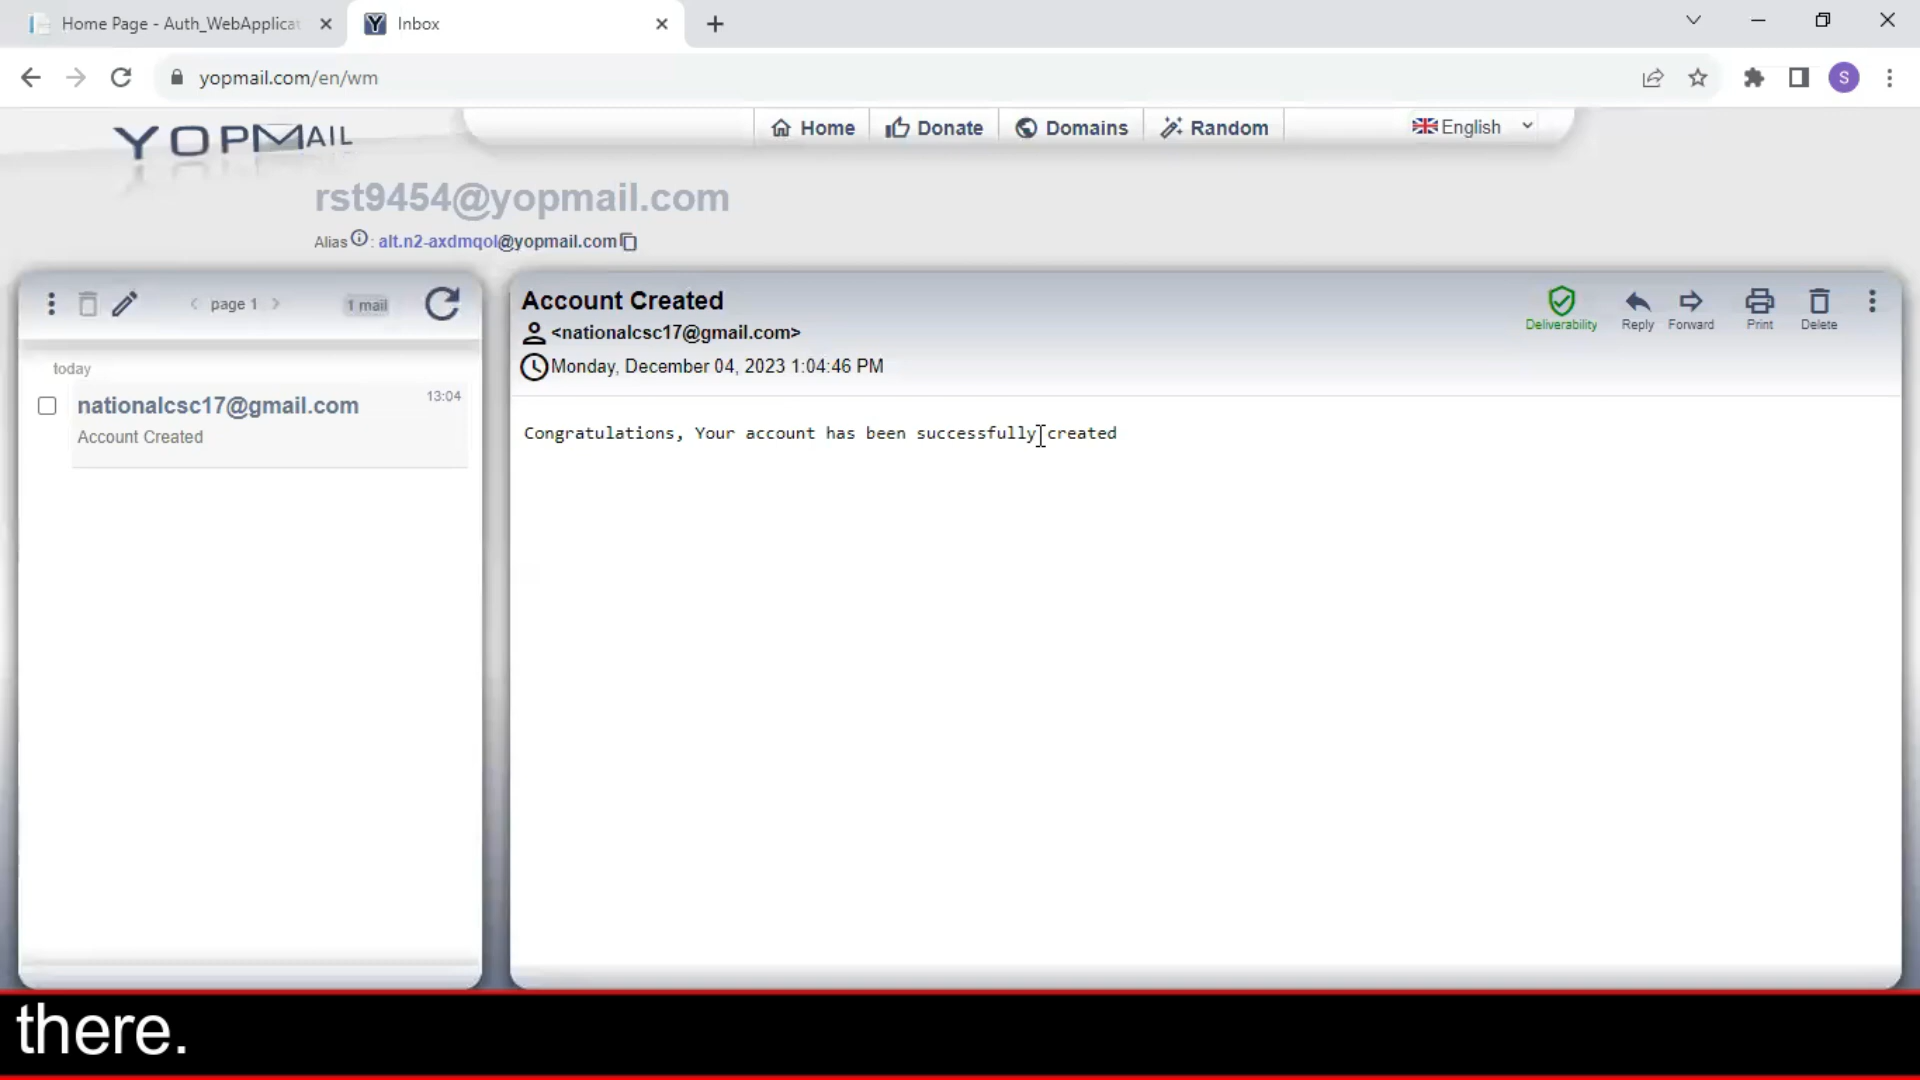 Home Page - Auth_WebApplicat
Inbox
yopmail.com/en/wm
S
YOPMAIL
Home
Donate
Domains
Random
English
rst9454@yopmail.com
Alias : alt.n2-axdmqol@yopmail.com
page 1
1 mail
today
nationalcsc17@gmail.com
13:04
Account Created
Account Created
<nationalcsc17@gmail.com>
Monday, December 04, 2023 1:04:46 PM
Deliverability
Reply
Forward
Print
Delete
Congratulations, Your account has been successfully created
there.